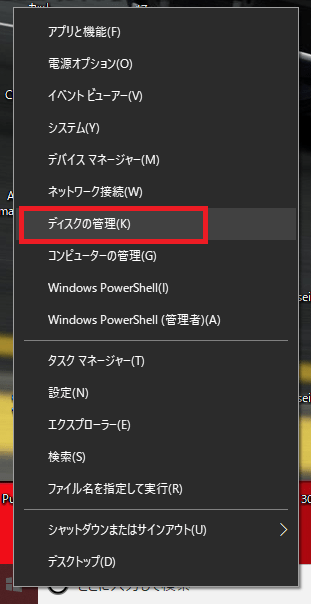 アプリと機能(F)
電源オプション(O)
イベント ビューアー(V)
システム(Y)
デバイス マネージャー(M)
ネットワーク接続(W)
ディスクの管理(K)
コンピューターの管理(G)
Windows PowerShell(I)
Windows PowerShell (管理者)(A)
タスク マネージャー(T)
設定(N)
エクスプローラー(E)
検索(S)
ファイル名を指定して実行(R)
シャットダウンまたはサインアウト(U)
デスクトップ(D)